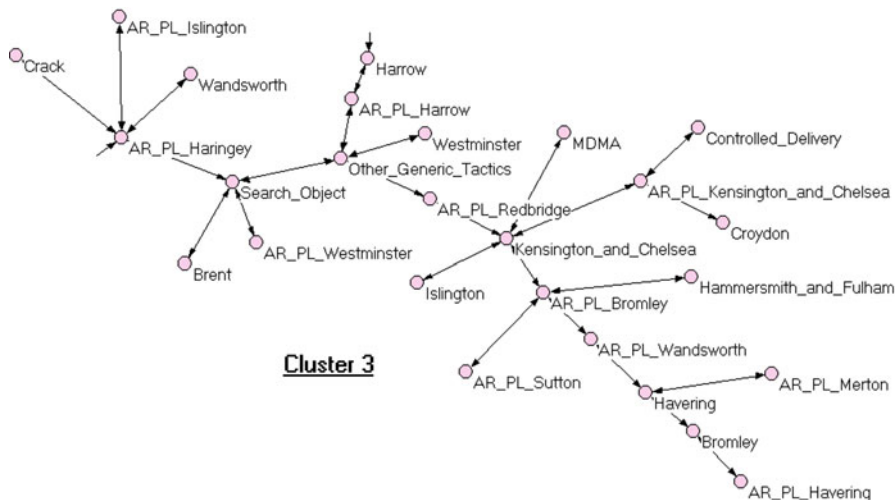 AR_PL_Islington
Crack
Wandsworth
Harrow
AR_PL_Harrow
AR_PL_Haringey
Westminster
MDMA
Controlled_Delivery
Other_Generic_Tactics
Search_Object
AR_PL_Kensington_and_Chelsea
AR_PL_Redbridge
Croydon
Kensington_and_Chelsea
AR_PL_Westminster
Brent
Islington
Hammersmith_and_Fulham
AR_PL_Bromley
AR_PL_Wandsworth
Cluster 3
AR_PL_Sutton
AR_PL_Merton
Havering
Bromley
AR_PL_Havering